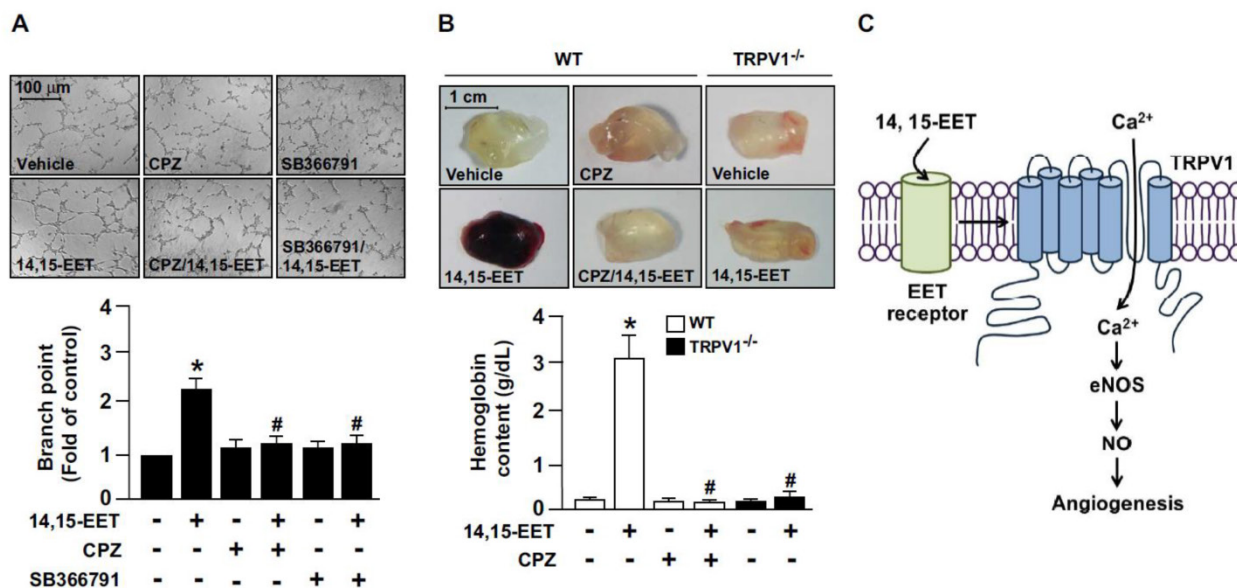 A
100 μm
Vehicle
CPZ
SB366791
14,15-EET
CPZ/14,15-EET
SB366791/
14,15-EET
Branch point
(Fold of control)
4
3
2
1
0
*
#
#
14,15-EET - + - + - +
CPZ - - + + - -
SB366791 - - - - + +
B
WT
TRPV1-/-
1 cm
Vehicle
CPZ
Vehicle
14,15-EET
CPZ/14,15-EET
14,15-EET
Hemoglobin
content (g/dL)
4
3
2
1
0
WT
TRPV1-/-
*
#
#
14,15-EET - + - + - +
CPZ - - + + - -
C
14, 15-EET
Ca²⁺
TRPV1
EET
receptor
Ca²⁺
eNOS
NO
Angiogenesis